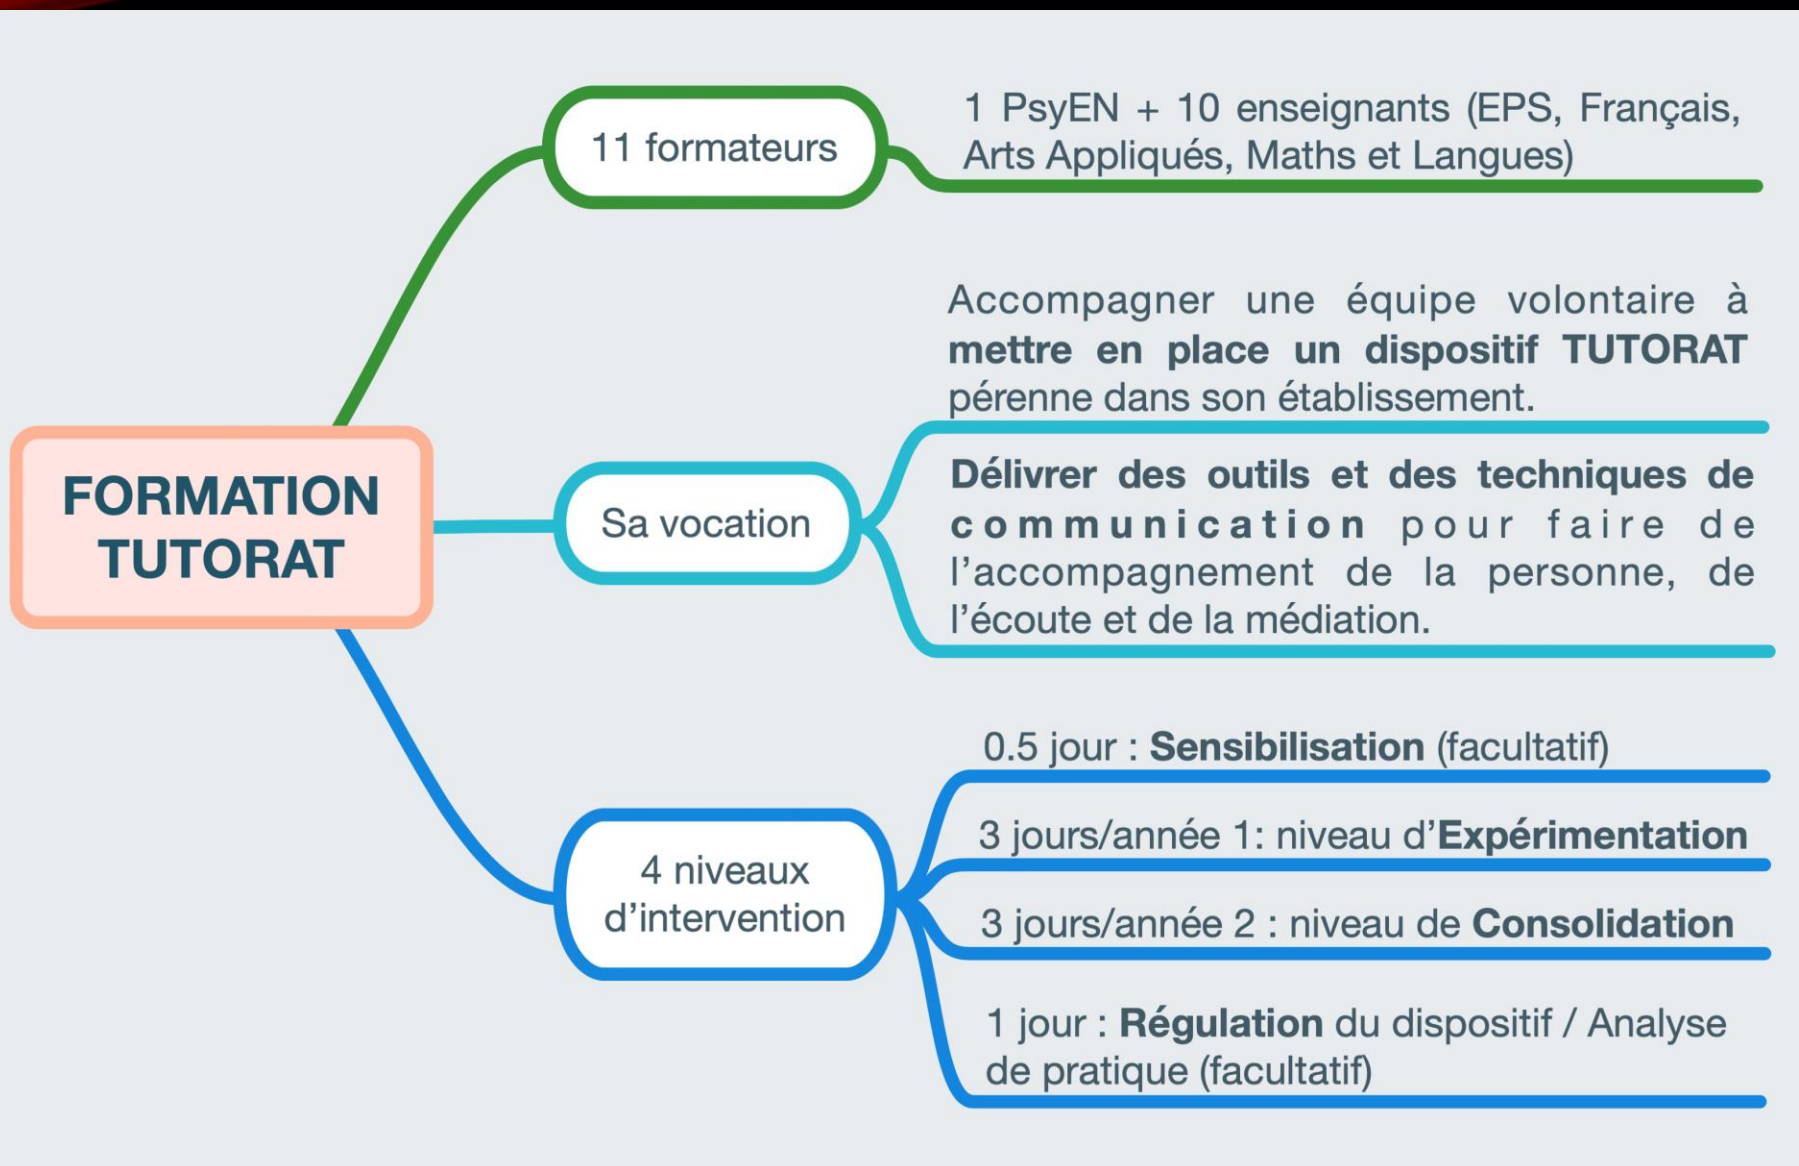 FORMATION
TUTORAT
11 formateurs
1 PsyEN + 10 enseignants (EPS, Français,
Arts Appliqués, Maths et Langues)
Sa vocation
Accompagner une équipe volontaire à
mettre en place un dispositif TUTORAT
pérenne dans son établissement.
Délivrer des outils et des techniques de
communication pour faire de
l’accompagnement de la personne, de
l’écoute et de la médiation.
4 niveaux
d’intervention
0.5 jour : Sensibilisation (facultatif)
3 jours/année 1: niveau d’Expérimentation
3 jours/année 2 : niveau de Consolidation
1 jour : Régulation du dispositif / Analyse
de pratique (facultatif)